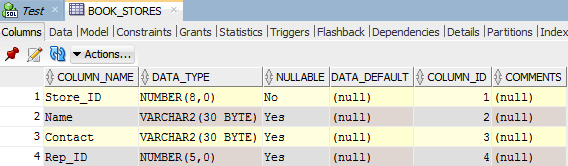 SQL Test BOOK_STORES
Columns Data Model Constraints Grants Statistics Triggers Flashback Dependencies Details Partitions Index
Actions...
COLUMN_NAME DATA_TYPE NULLABLE DATA_DEFAULT COLUMN_ID COMMENTS
1 Store_ID NUMBER(8,0) No (null) 1 (null)
2 Name VARCHAR2(30 BYTE) Yes (null) 2 (null)
3 Contact VARCHAR2(30 BYTE) Yes (null) 3 (null)
4 Rep_ID NUMBER(5,0) Yes (null) 4 (null)